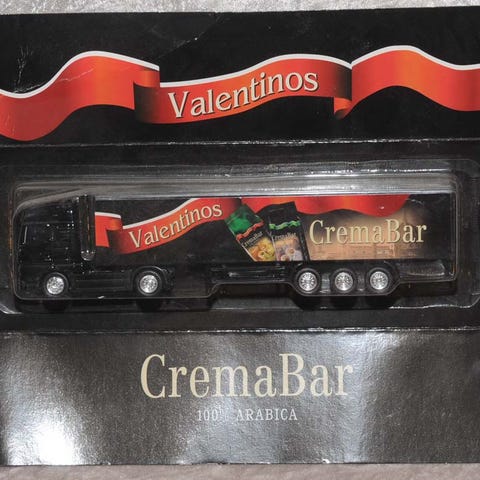 Valentinos
Valentinos
CremaBar
CremaBar
100% ARABICA